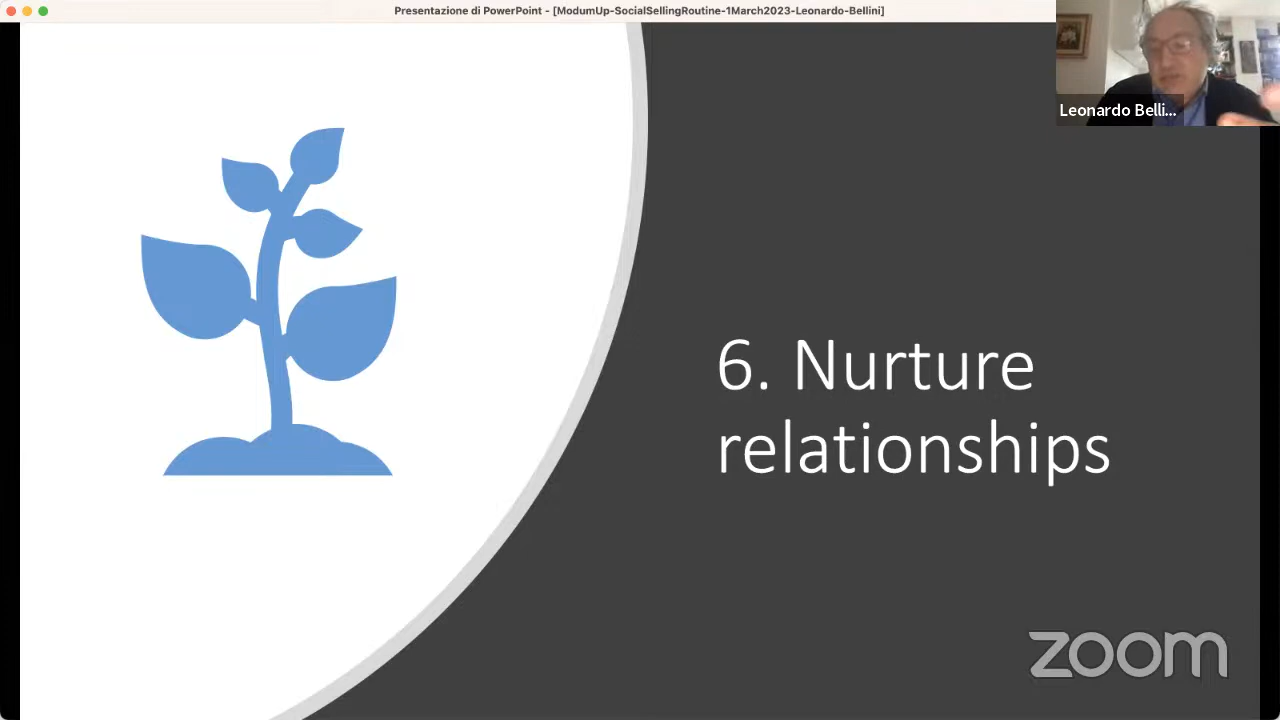 Presentazione di PowerPoint - [ModumUp-SocialSellingRoutine-1March2023-Leonardo-Bellini]
Leonardo Belli...
6. Nurture
relationships
zoom